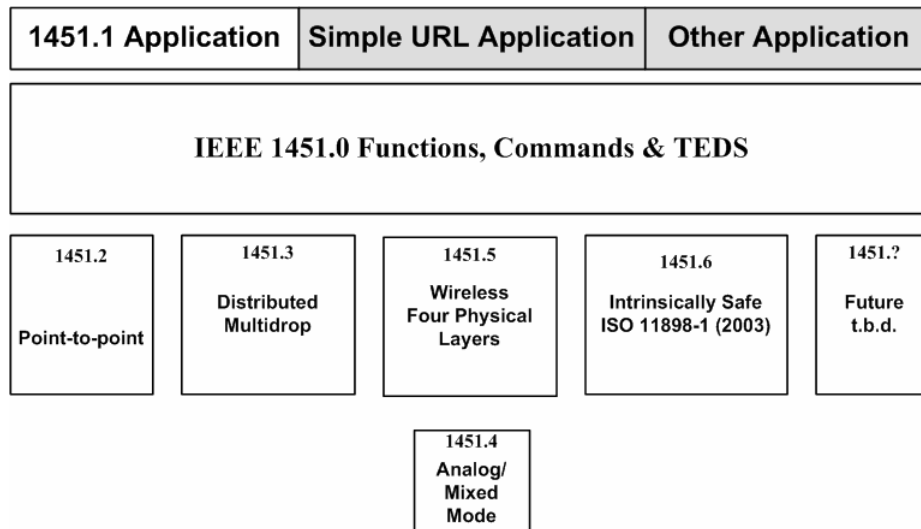 1451.1 Application
Simple URL Application
Other Application
IEEE 1451.0 Functions, Commands & TEDS
1451.2
Point-to-point
1451.3
Distributed
Multidrop
1451.5
Wireless
Four Physical
Layers
1451.6
Intrinsically Safe
ISO 11898-1 (2003)
1451.?
Future
t.b.d.
1451.4
Analog/
Mixed
Mode